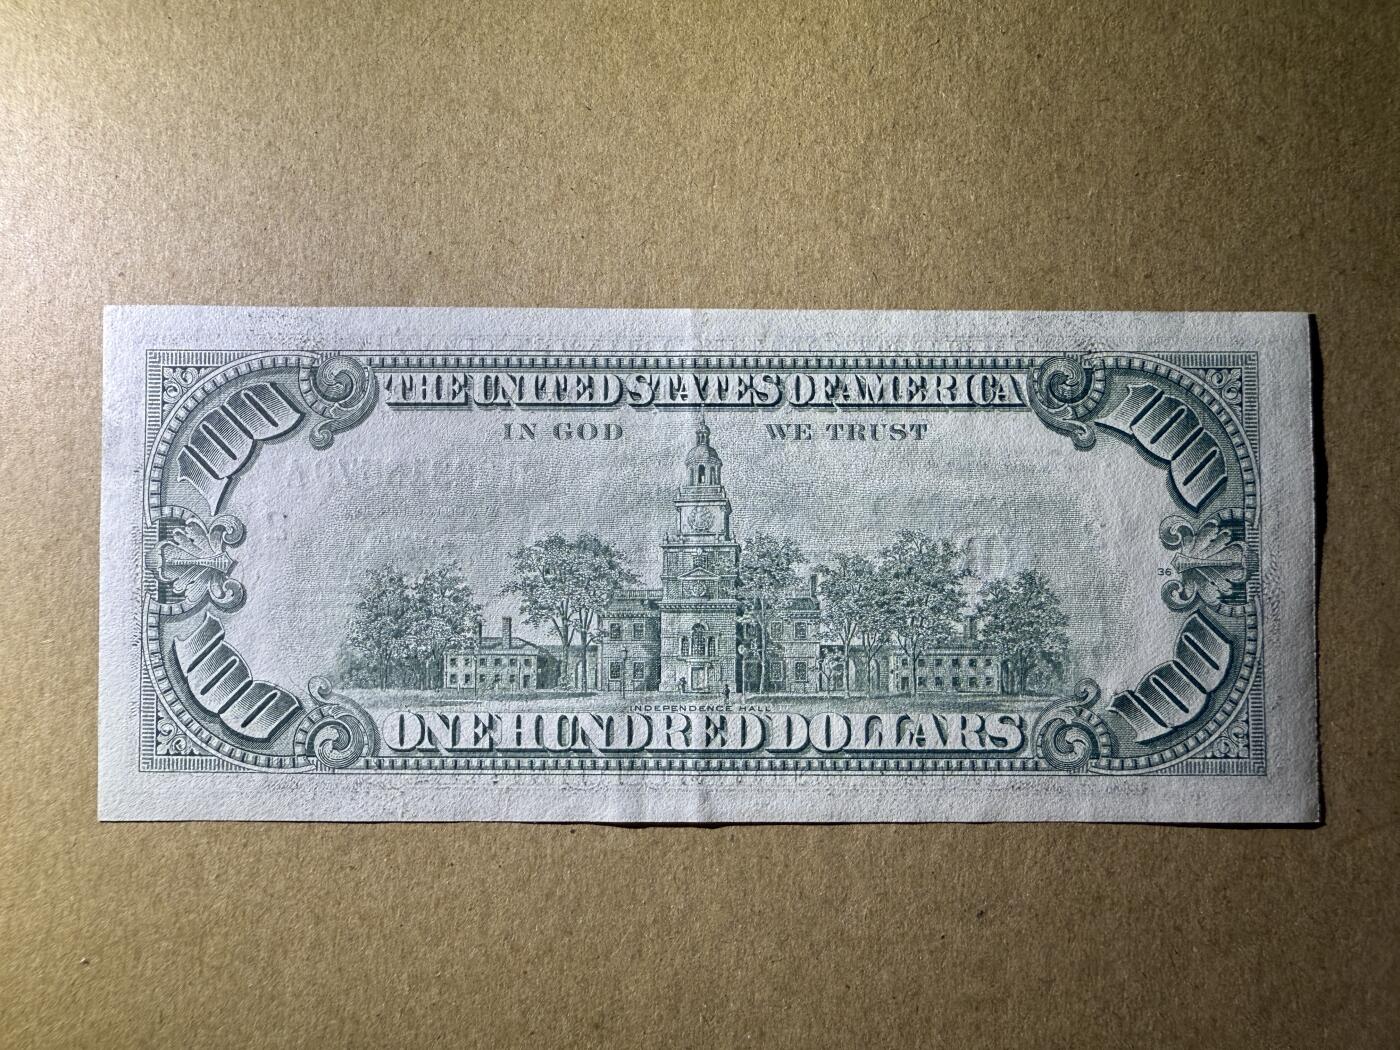 THE UNITED STATES OF AMERICA
100
IN GOD WE TRUST
100
36
INDEPENDENCE HALL
100
ONE HUNDRED DOLLARS
100